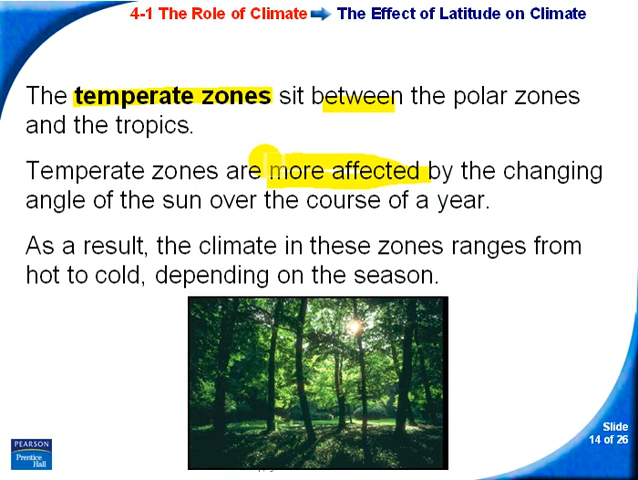 4-1 The Role of Climate The Effect of Latitude on Climate
The temperate zones sit between the polar zones
and the tropics.
Temperate zones are more affected by the changing
angle of the sun over the course of a year.
As a result, the climate in these zones ranges from
hot to cold, depending on the season.
Slide
14 of 26
PEARSON
Prentice
Hall